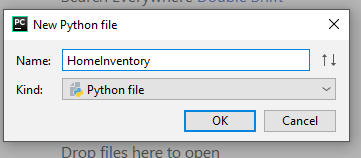 Search Everywhere Double Shift
New Python file
Name: HomeInventory
Kind: Python file
OK Cancel
Drop files here to open